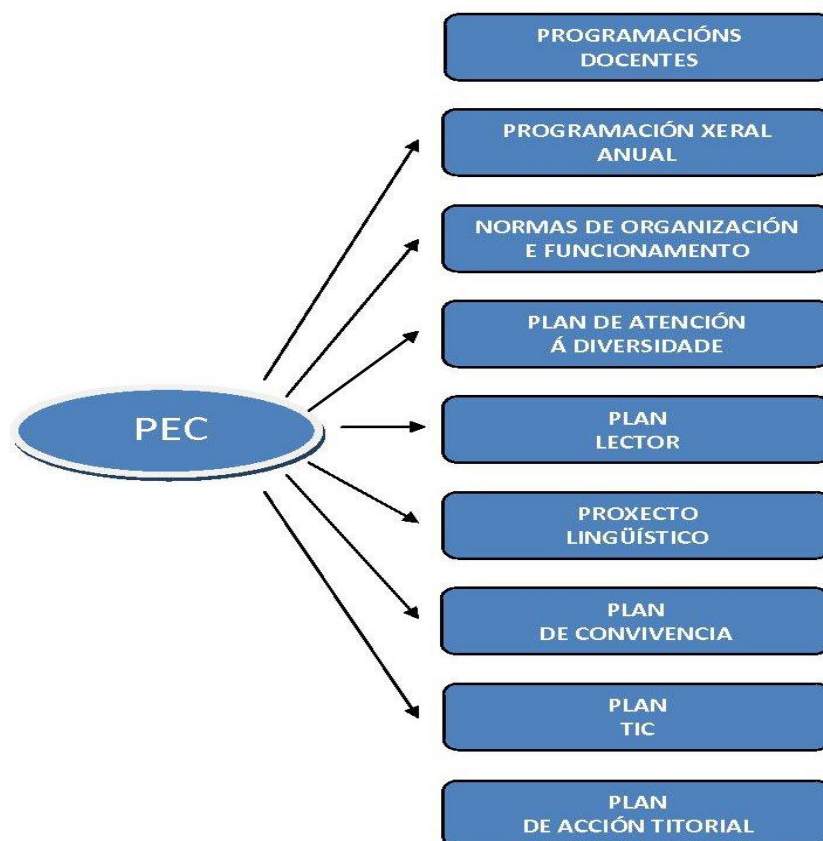 PROGRAMACIÓNS
DOCENTES
PROGRAMACIÓN XERAL
ANUAL
NORMAS DE ORGANIZACIÓN
E FUNCIONAMENTO
PLAN DE ATENCIÓN
Á DIVERSIDADE
PEC
PLAN
LECTOR
PROXECTO
LINGÜÍSTICO
PLAN
DE CONVIVENCIA
PLAN
TIC
PLAN
DE ACCIÓN TITORIAL